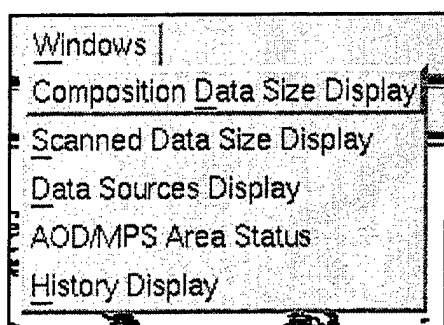 Windows
Composition Data Size Display
Scanned Data Size Display
Data Sources Display
AOD/MPS Area Status
History Display